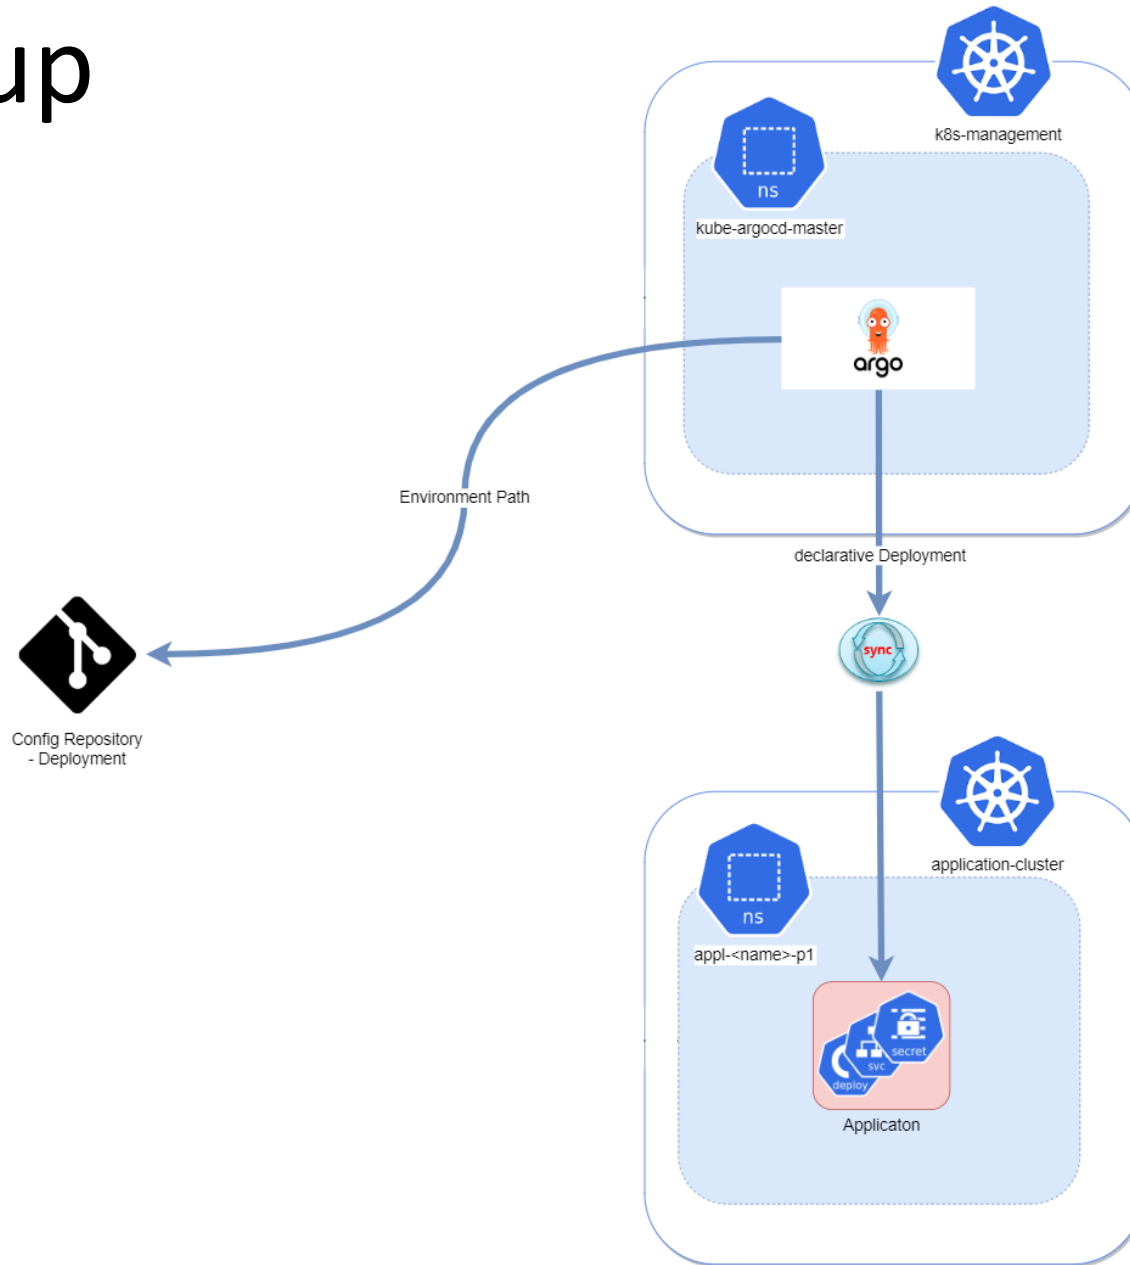 up
k8s-management
ns
kube-argocd-master
argo
Environment Path
declarative Deployment
sync
Config Repository
- Deployment
application-cluster
ns
appl-<name>-p1
secret
svc
deploy
Applicaton